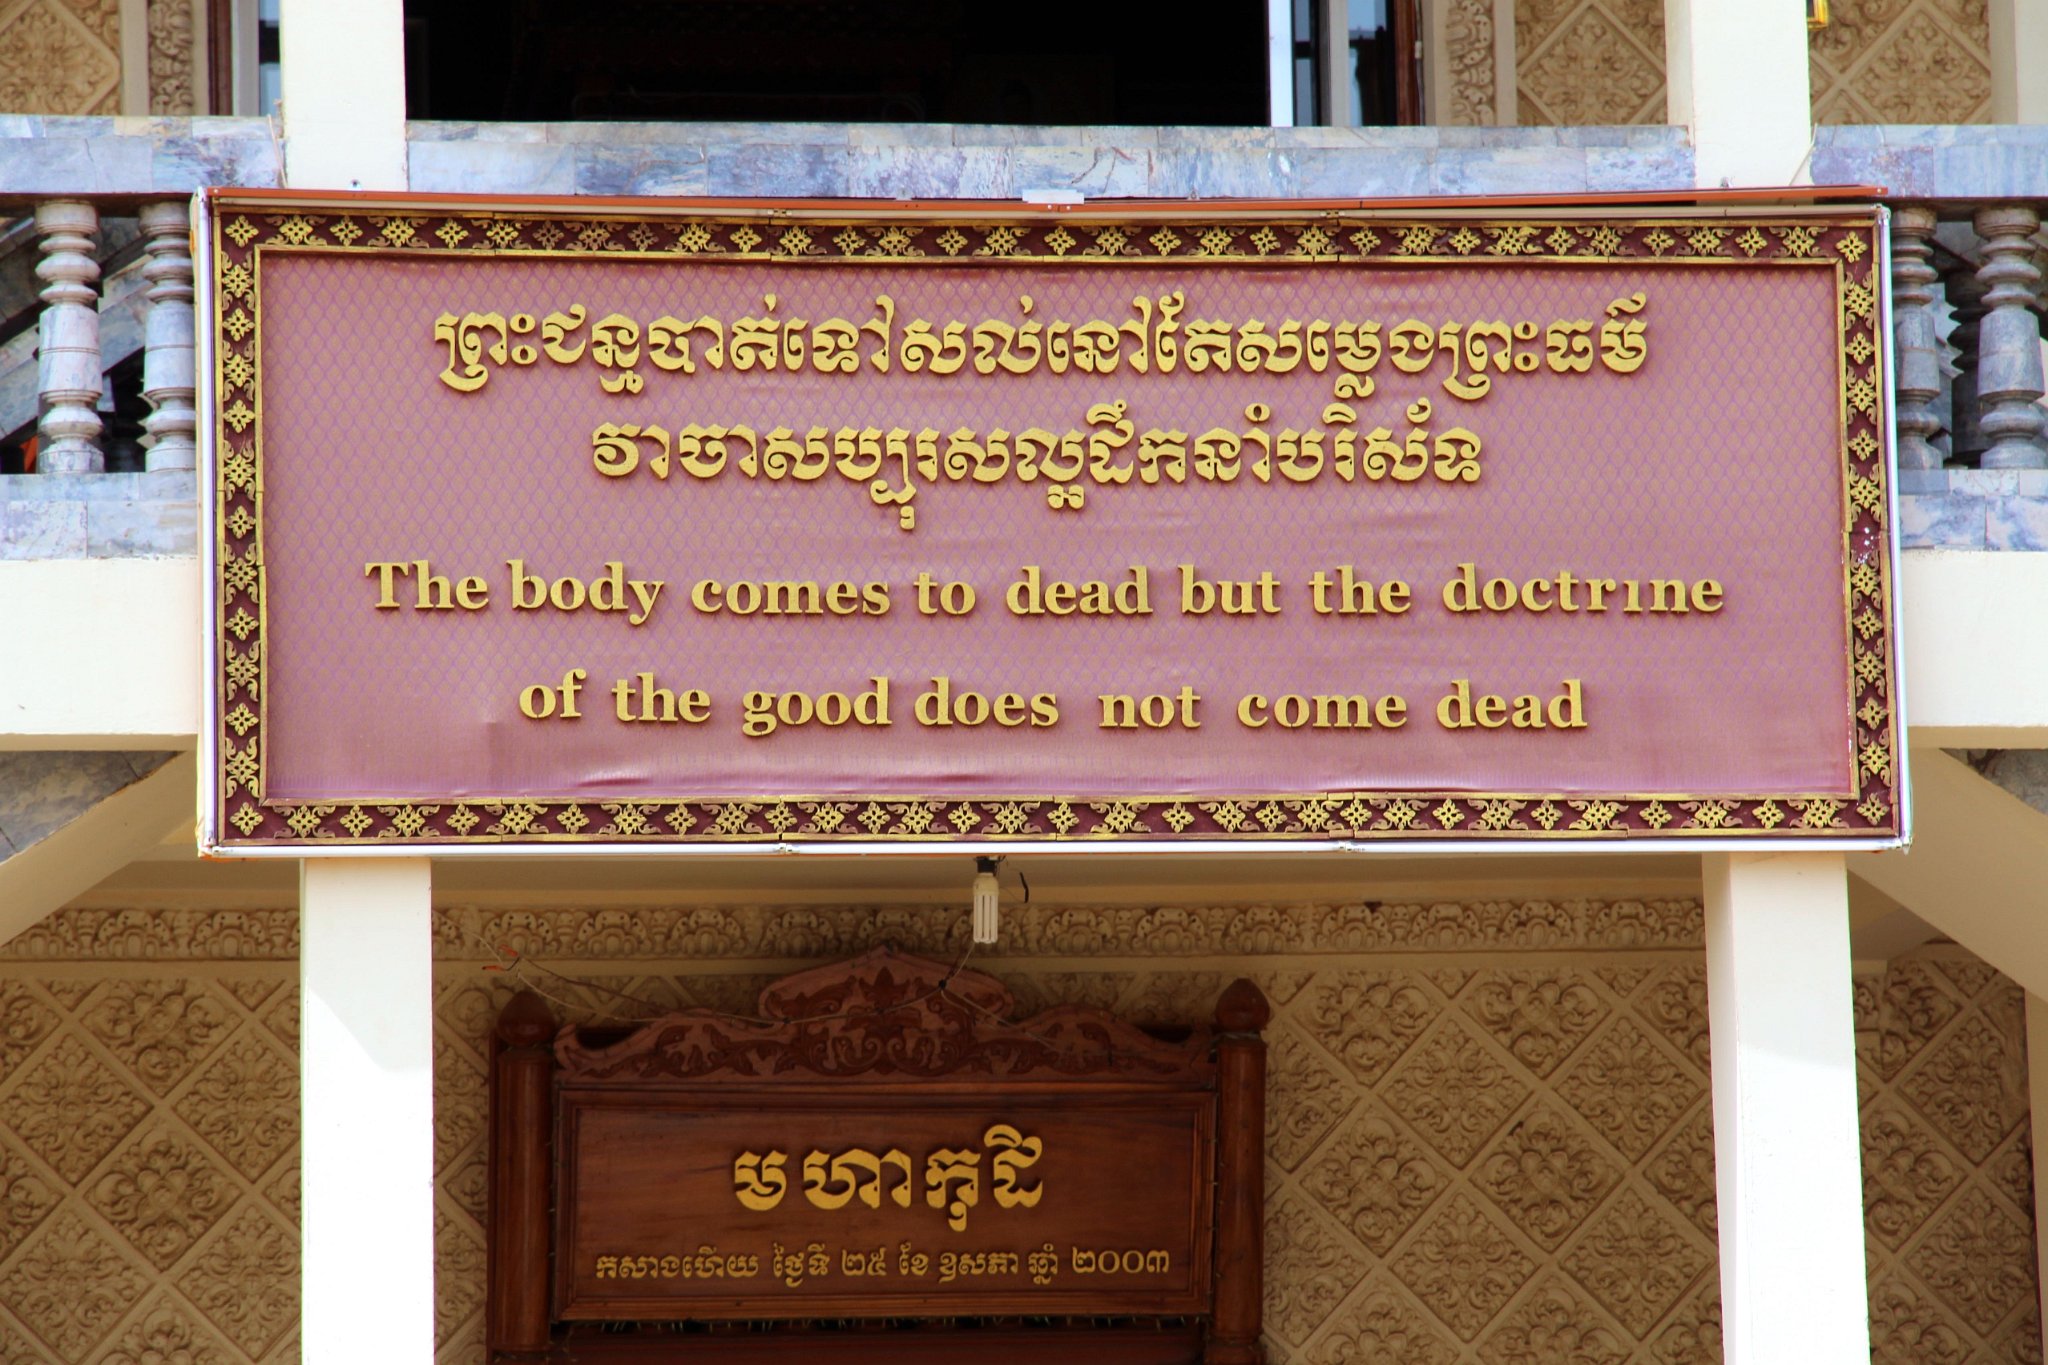 ព្រះជន្មបាត់ទៅសល់នៅតែសម្លេងព្រះធម៌
វាចាសប្បុរសល្អដឹកនាំបរិស័ទ
The body comes to dead but the doctrine
of the good does not come dead
មហាកុដិ
កសាងហើយ ថ្ងៃទី ២៥ ខែ ឧសភា ឆ្នាំ ២០០៣